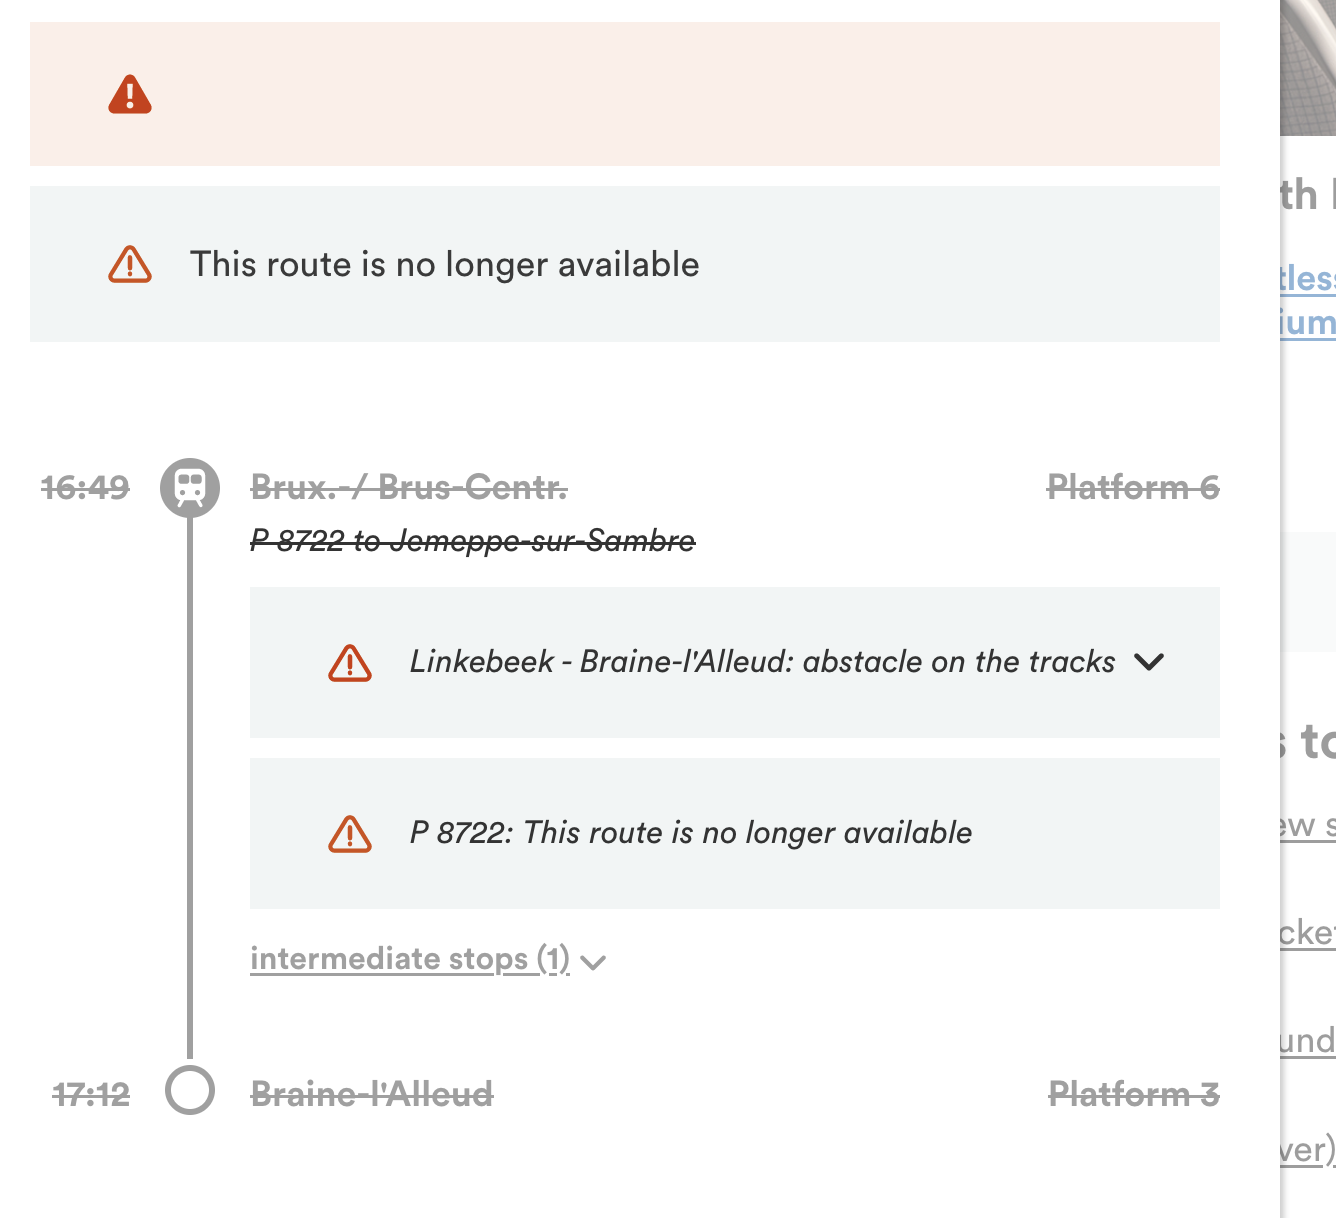 This route is no longer available
16:49 Brux.-/ Brus-Centr. Platform 6
P 8722 to Jemeppe-sur-Sambre
Linkebeek - Braine-l'Alleud: abstacle on the tracks
P 8722: This route is no longer available
intermediate stops (1)
17:12 Braine-l'Alleud Platform 3